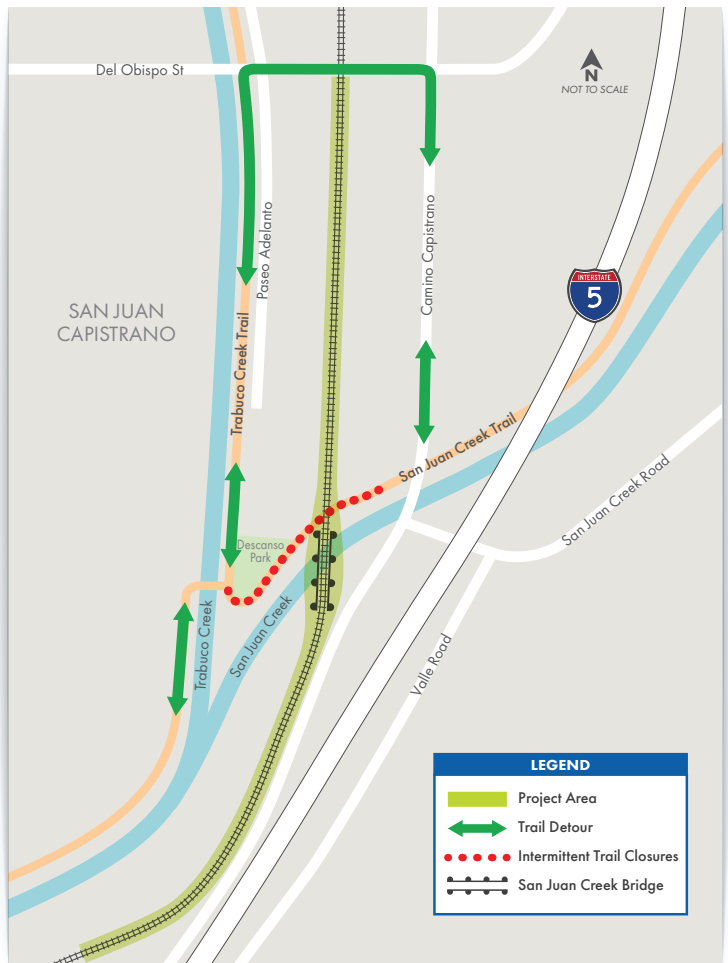 Del Obispo St
N
NOT TO SCALE
Paseo Adelanto
Camino Capistrano
INTERSTATE
5
SAN JUAN
CAPISTRANO
Trabuco Creek Trail
San Juan Creek Trail
San Juan Creek Road
Descanso
Park
Trabuco Creek
San Juan Creek
Valle Road
LEGEND
Project Area
Trail Detour
Intermittent Trail Closures
San Juan Creek Bridge